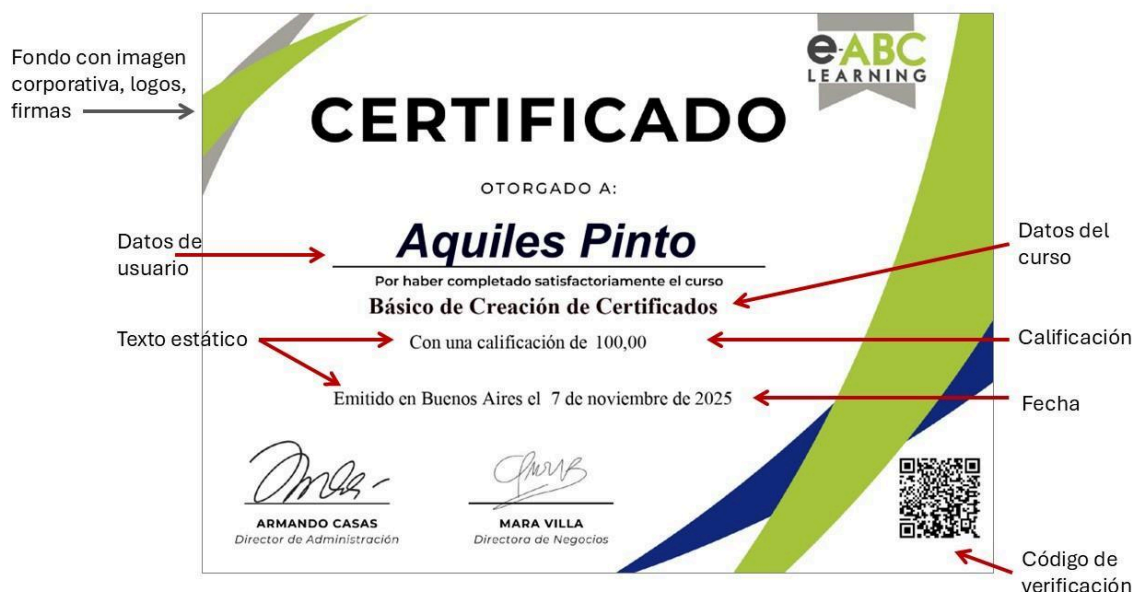 Fondo con imagen
corporativa, logos,
firmas
e-ABC
LEARNING
CERTIFICADO
OTORGADO A:
Datos de
usuario
Aquiles Pinto
Datos del
curso
Por haber completado satisfactoriamente el curso
Básico de Creación de Certificados
Texto estático
Con una calificación de 100,00
Calificación
Emitido en Buenos Aires el 7 de noviembre de 2025
Fecha
ARMANDO CASAS
Director de Administración
MARA VILLA
Directora de Negocios
Código de
verificación